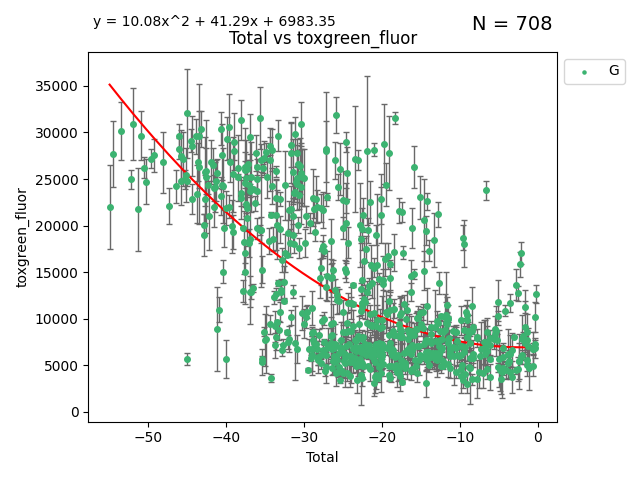 y = 10.08x^2 + 41.29x + 6983.35
N = 708
Total vs toxgreen_fluor
G
toxgreen_fluor
35000
30000
25000
20000
15000
10000
5000
0
−50
−40
−30
−20
−10
0
Total